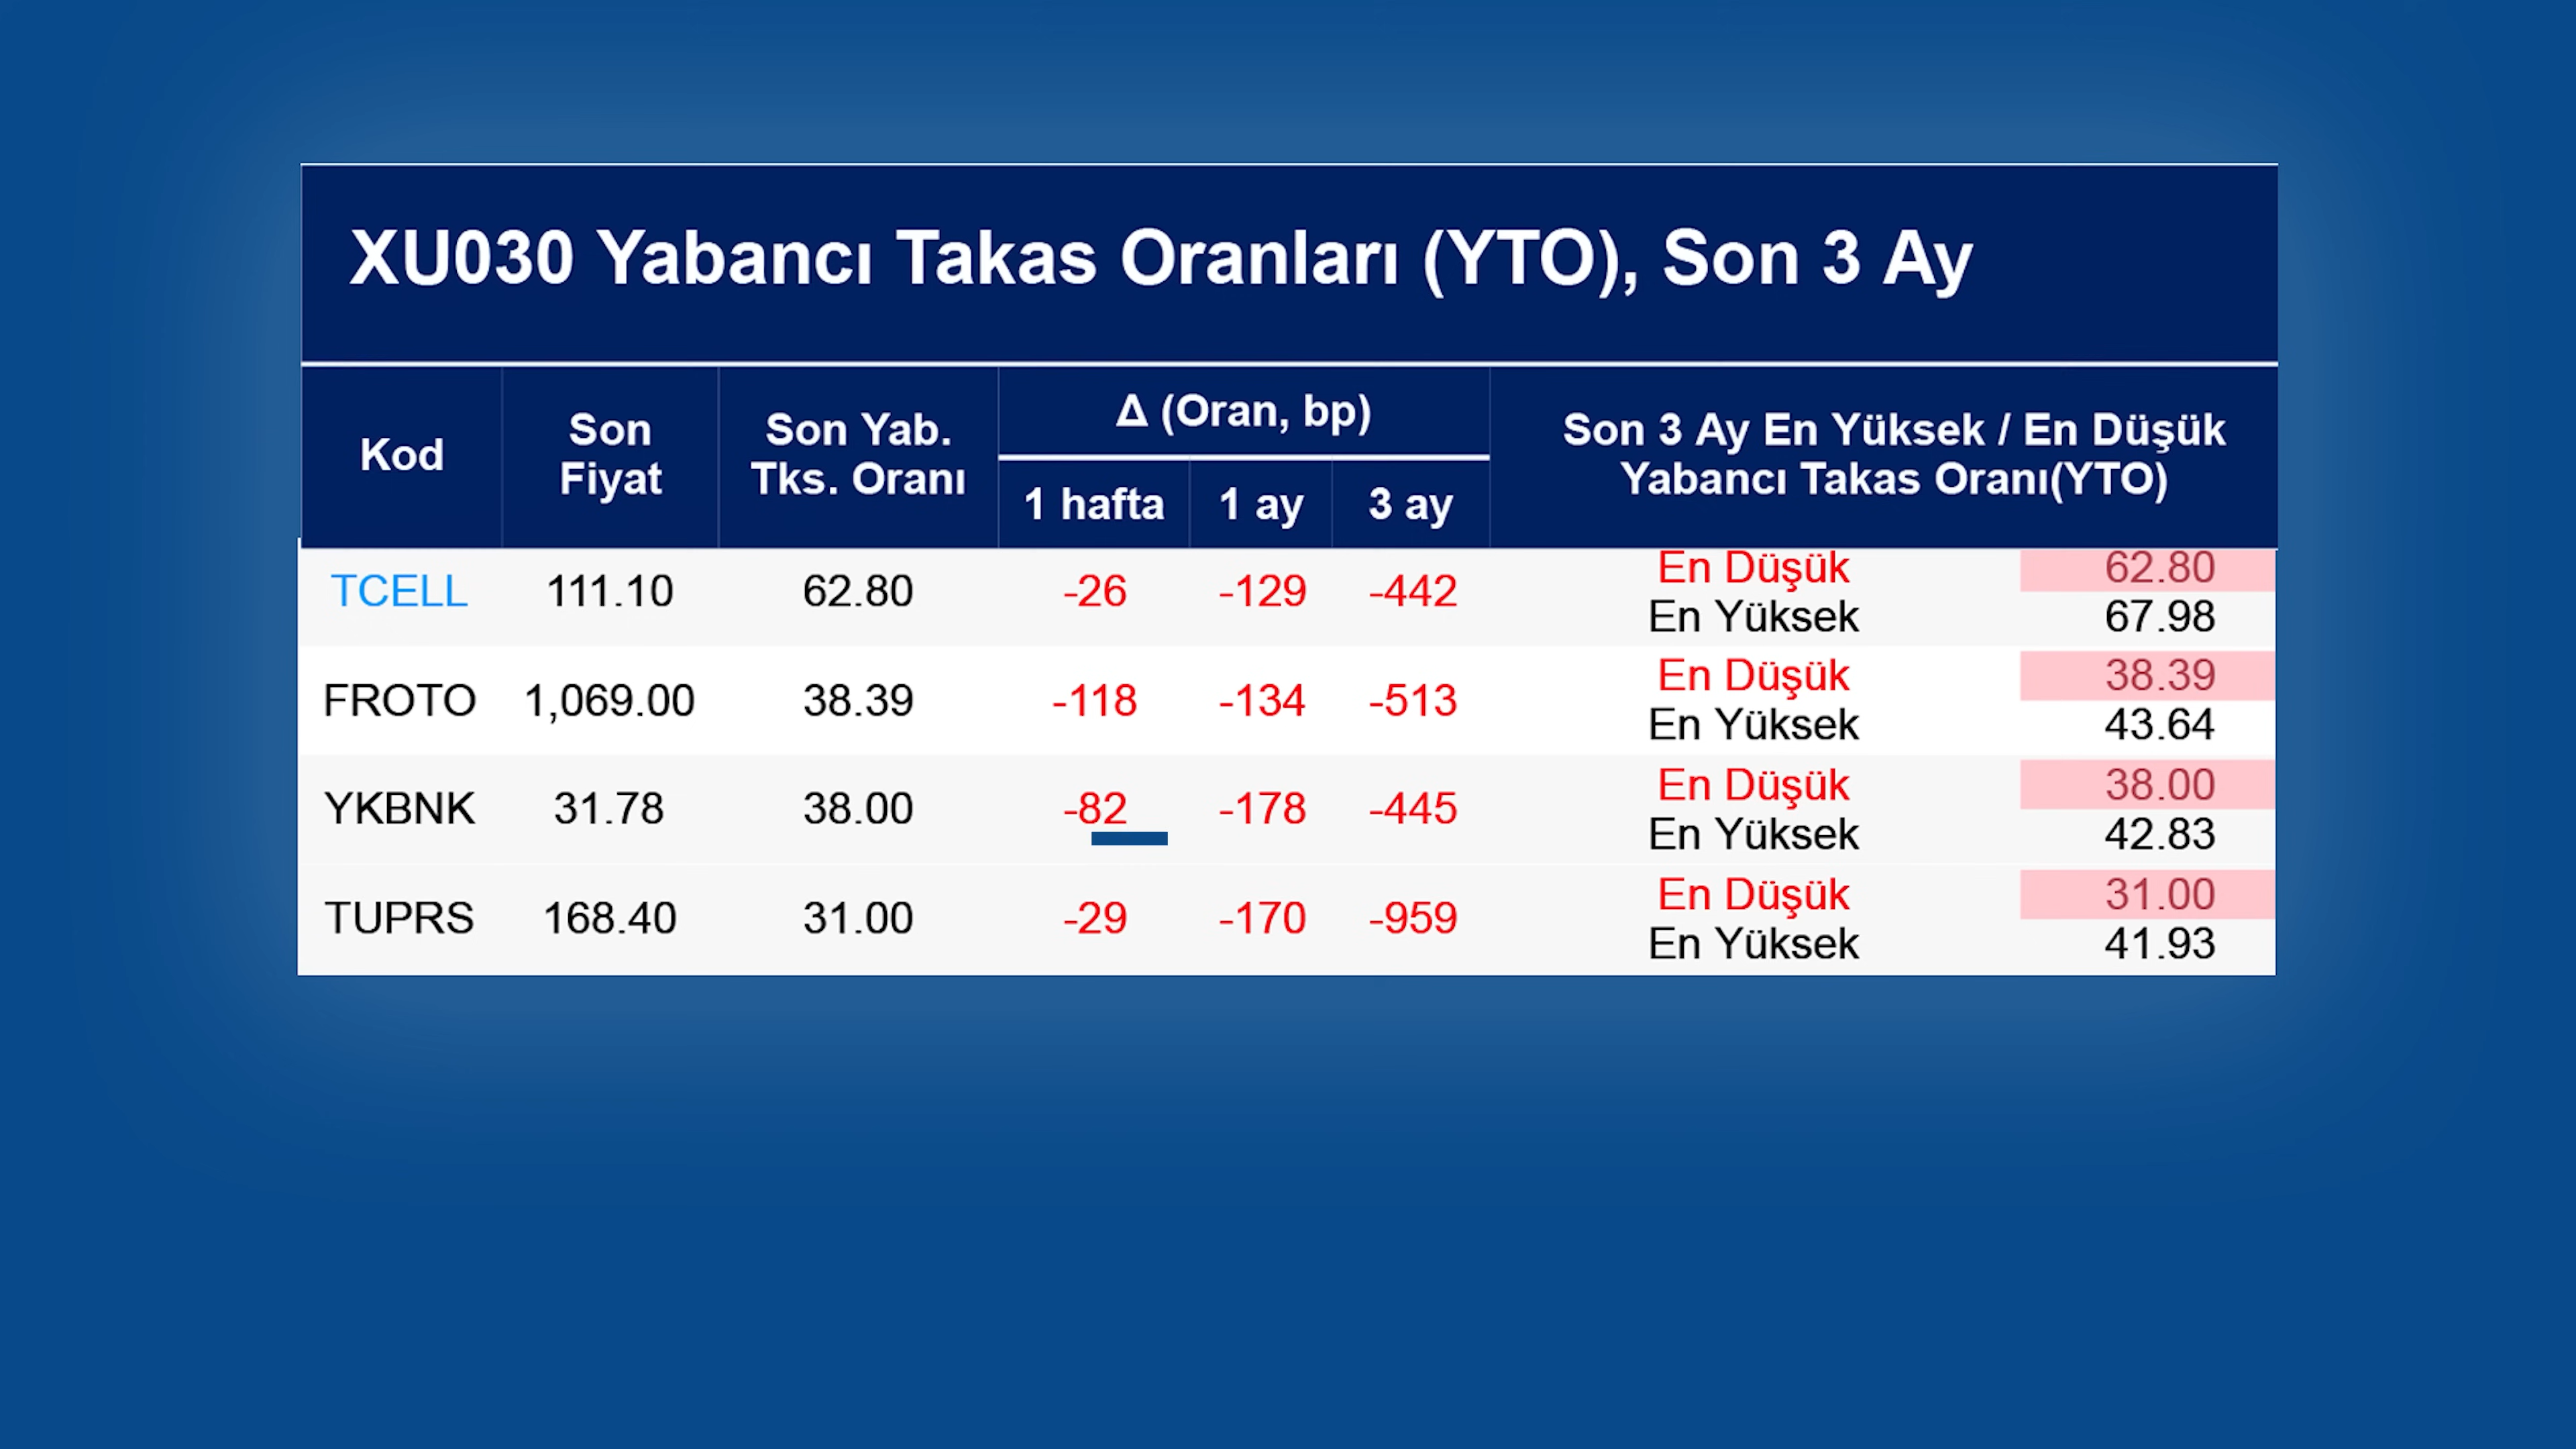 XU030 Yabancı Takas Oranları (YTO), Son 3 Ay
Kod
Son
Fiyat
Son Yab.
Tks. Oranı
Δ (Oran, bp)
1 hafta 1 ay 3 ay
Son 3 Ay En Yüksek / En Düşük
Yabancı Takas Oranı(YTO)
TCELL 111.10 62.80 -26 -129 -442
En Düşük 62.80
En Yüksek 67.98
FROTO 1,069.00 38.39 -118 -134 -513
En Düşük 38.39
En Yüksek 43.64
YKBNK 31.78 38.00 -82 -178 -445
En Düşük 38.00
En Yüksek 42.83
TUPRS 168.40 31.00 -29 -170 -959
En Düşük 31.00
En Yüksek 41.93